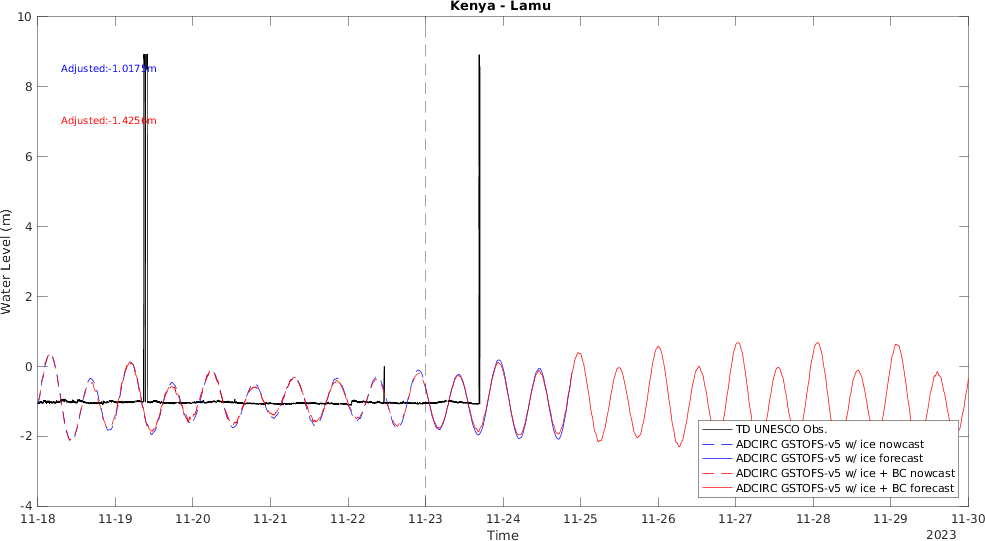 Kenya - Lamu
10
8
6
4
2
0
-2
-4
Water Level (m)
Adjusted:-1.0175m
Adjusted:-1.4256m
TD UNESCO Obs.
ADCIRC GSTOFS-v5 w/ ice nowcast
ADCIRC GSTOFS-v5 w/ ice forecast
ADCIRC GSTOFS-v5 w/ ice + BC nowcast
ADCIRC GSTOFS-v5 w/ ice + BC forecast
11-18 11-19 11-20 11-21 11-22 11-23 11-24 11-25 11-26 11-27 11-28 11-29 11-30
Time
2023